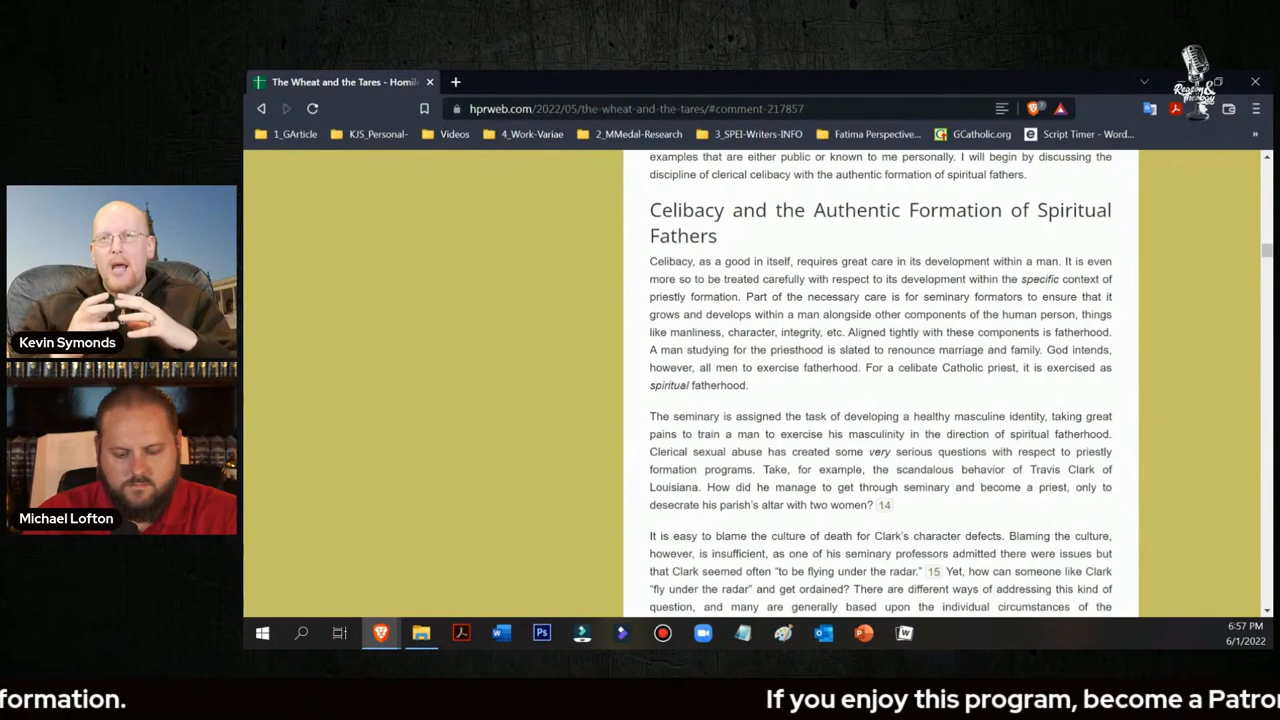 Reason &
Theology
The Wheat and the Tares - Homil
hprweb.com/2022/05/the-wheat-and-the-tares/#comment-217857
1_GArticle
KJS_Personal-
Videos
4_Work-Variae
2_MMedal-Research
3_SPEI-Writers-INFO
Fatima Perspective...
GCatholic.org
Script Timer - Word...
examples that are either public or known to me personally. I will begin by discussing the
discipline of clerical celibacy with the authentic formation of spiritual fathers.
Celibacy and the Authentic Formation of Spiritual
Fathers
Celibacy, as a good in itself, requires great care in its development within a man. It is even
more so to be treated carefully with respect to its development within the specific context of
priestly formation. Part of the necessary care is for seminary formators to ensure that it
grows and develops within a man alongside other components of the human person, things
like manliness, character, integrity, etc. Aligned tightly with these components is fatherhood.
A man studying for the priesthood is slated to renounce marriage and family. God intends,
however, all men to exercise fatherhood. For a celibate Catholic priest, it is exercised as
spiritual fatherhood.
The seminary is assigned the task of developing a healthy masculine identity, taking great
pains to train a man to exercise his masculinity in the direction of spiritual fatherhood.
Clerical sexual abuse has created some very serious questions with respect to priestly
formation programs. Take, for example, the scandalous behavior of Travis Clark of
Louisiana. How did he manage to get through seminary and become a priest, only to
desecrate his parish's altar with two women? 14
It is easy to blame the culture of death for Clark's character defects. Blaming the culture,
however, is insufficient, as one of his seminary professors admitted there were issues but
that Clark seemed often "to be flying under the radar." 15 Yet, how can someone like Clark
"fly under the radar" and get ordained? There are different ways of addressing this kind of
question, and many are generally based upon the individual circumstances of the
Kevin Symonds
Michael Lofton
6:57 PM
6/1/2022
formation.
If you enjoy this program, become a Patro